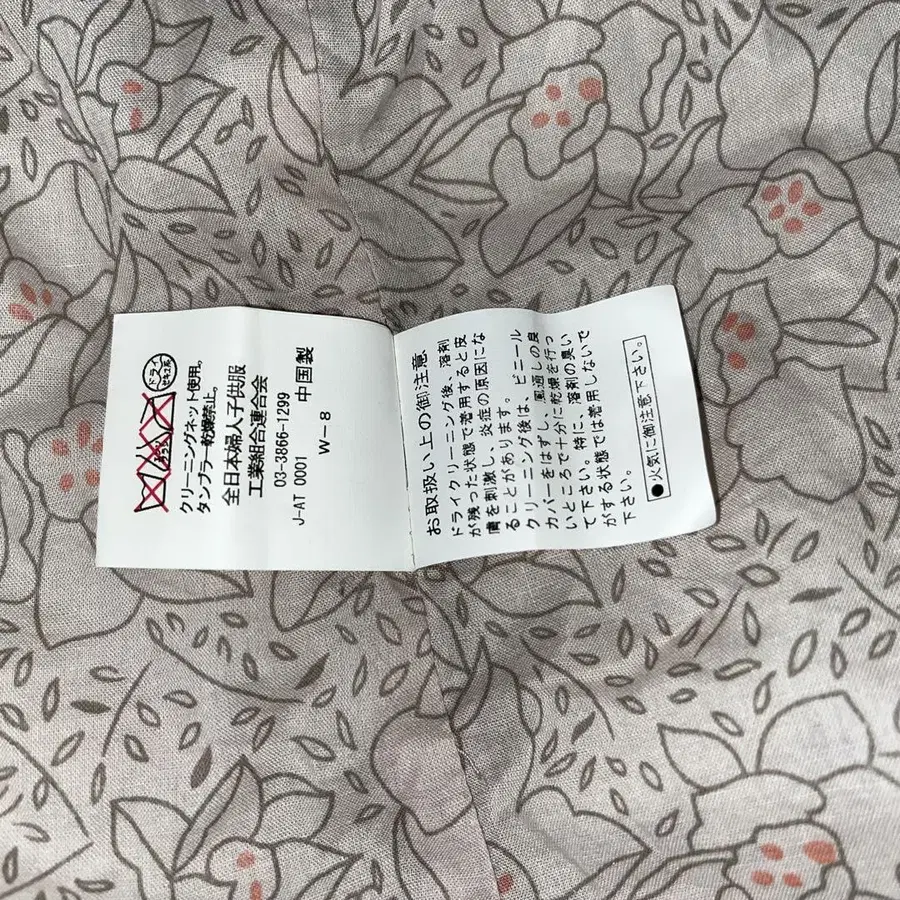 ドライ
セキユ系
クリーニングネット使用。
タンブラー乾燥禁止。
全日本婦人子供服
工業組合連合会
03-3866-11299
J-AT 0001 中国製
W-8
お取扱い上の御注意
ドライクリーニング後、溶剤
が残った状態で着用すると皮
膚を刺激し、炎症の原因にな
ることがあります。
クリーニング後は、ビニール
カバーをはずし、風通しの良
いところで十分に乾燥を行っ
て下さい。特に、溶剤の臭い
がする状態では着用しないで
下さい。
●火気に御注意下さい。